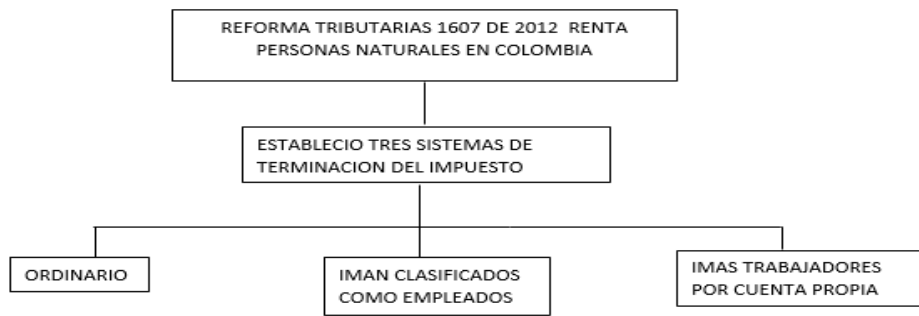 REFORMA TRIBUTARIAS 1607 DE 2012 RENTA
PERSONAS NATURALES EN COLOMBIA
ESTABLECIO TRES SISTEMAS DE
TERMINACION DEL IMPUESTO
ORDINARIO
IMAN CLASIFICADOS
COMO EMPLEADOS
IMAS TRABAJADORES
POR CUENTA PROPIA